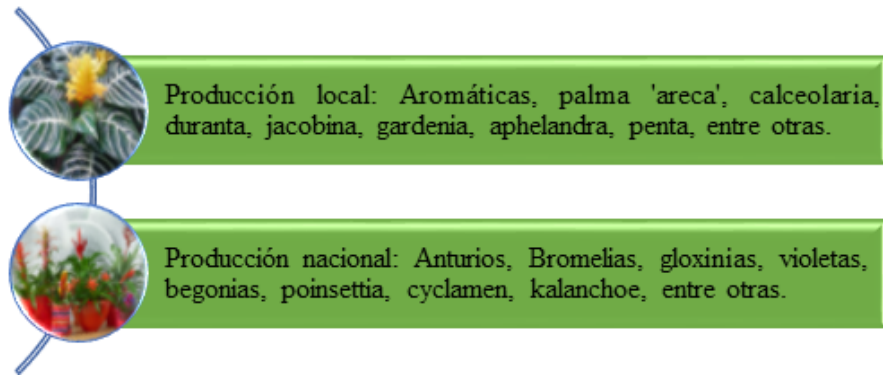 Producción local: Aromáticas, palma 'areca', calceolaria,
duranta, jacobina, gardenia, aphelandra, penta, entre otras.
Producción nacional: Anturios, Bromelias, gloxinias, violetas,
begonias, poinsettia, cyclamen, kalanchoe, entre otras.